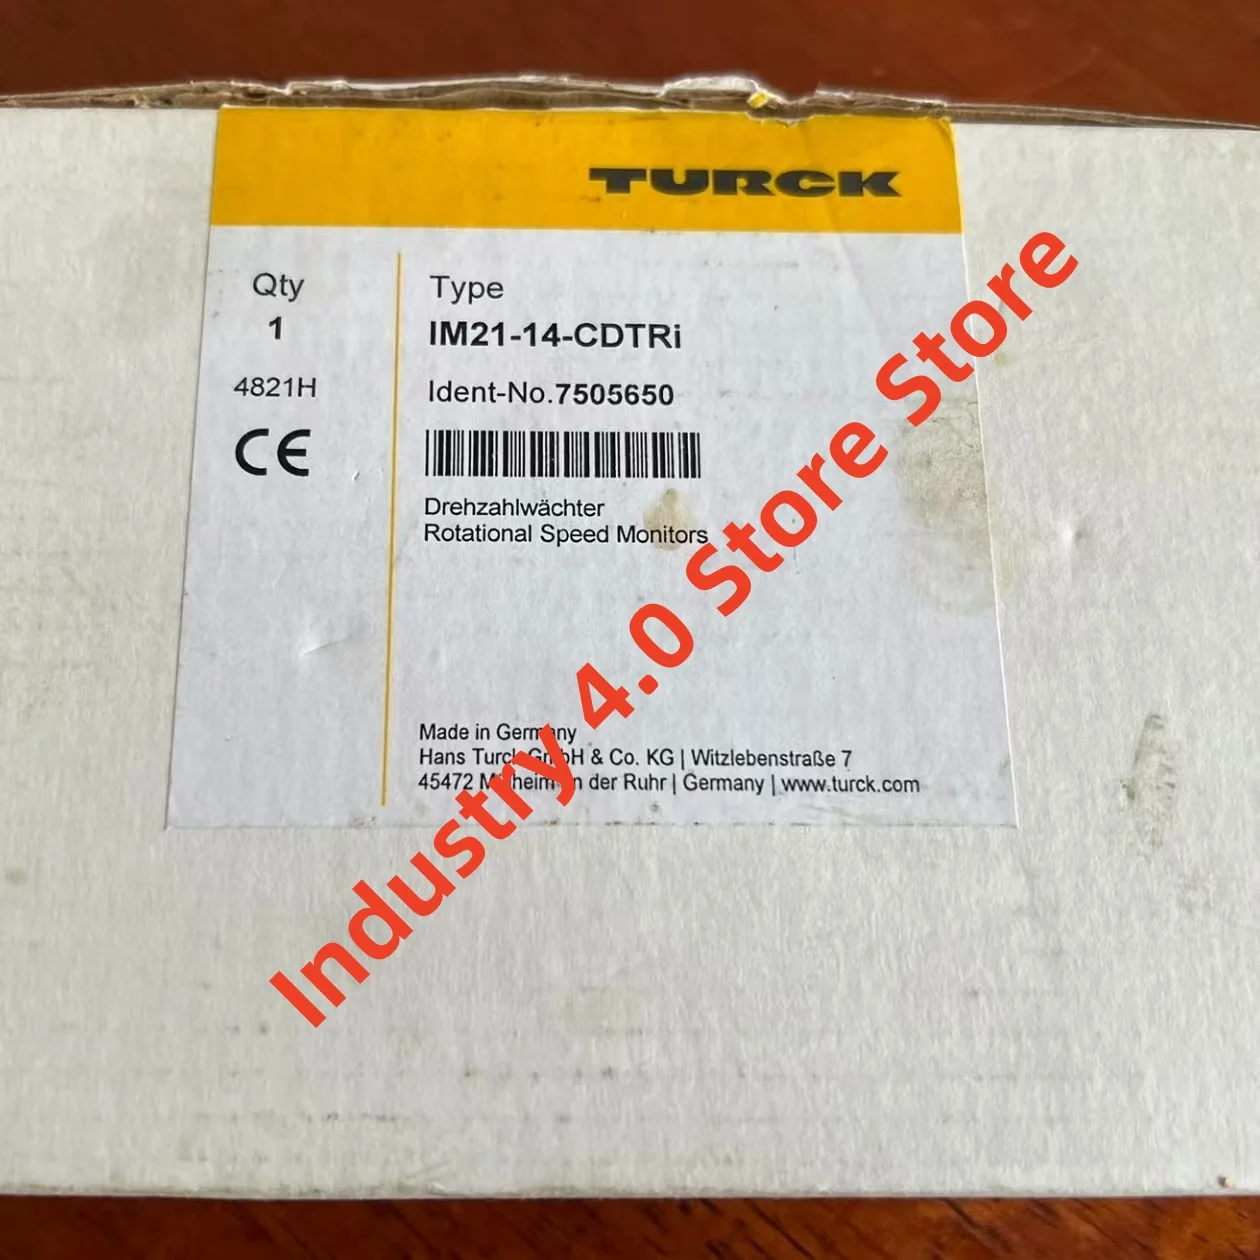 TURCK
Qty
1
4821H
CE
Type
IM21-14-CDTRi
Ident-No.7505650
Drehzahlwächter
Rotational Speed Monitors
Made in Germany
Hans Turck GmbH & Co. KG | Witzlebenstraße 7
45472 Mülheim an der Ruhr | Germany | www.turck.com
Industry 4.0 Store Store